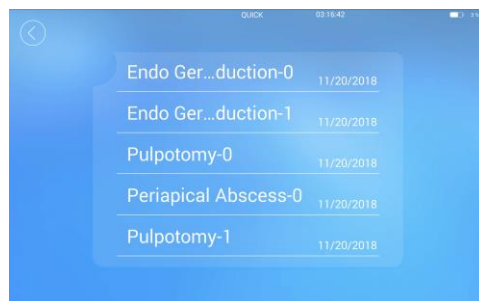 QUICK 03:16:42
Endo Ger...duction-0 11/20/2018
Endo Ger...duction-1 11/20/2018
Pulpotomy-0 11/20/2018
Periapical Abscess-0 11/20/2018
Pulpotomy-1 11/20/2018